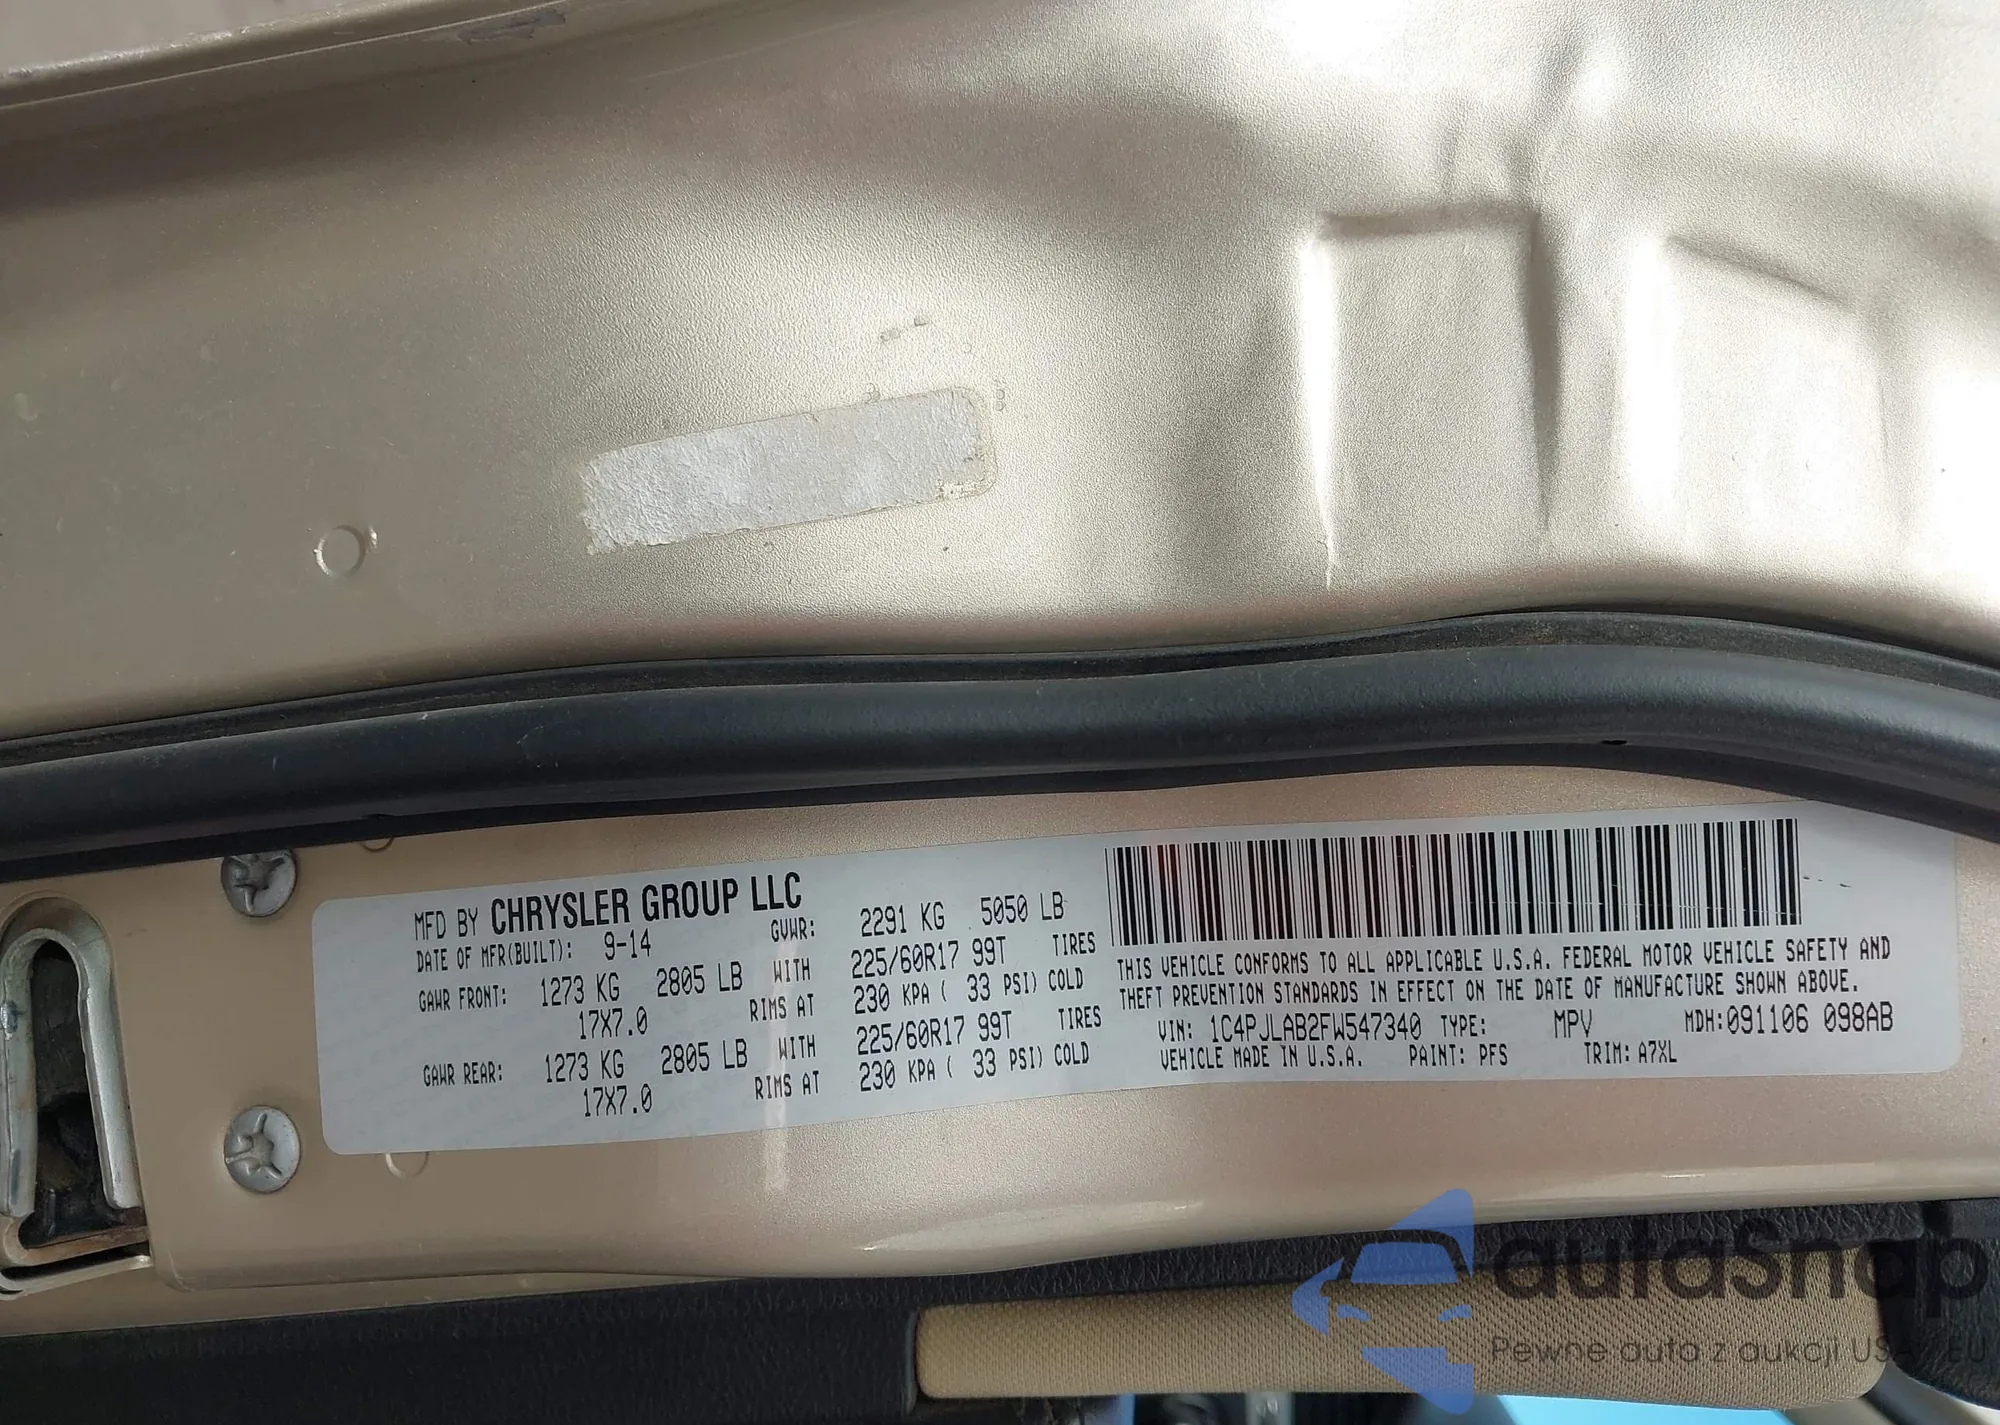 MFD BY CHRYSLER GROUP LLC
DATE OF MFR(BUILT): 9-14 GVWR: 2291 KG 5050 LB
GAWR FRONT: 1273 KG 2805 LB WITH 225/60R17 99T TIRES
17X7.0 RIMS AT 230 KPA ( 33 PSI) COLD
GAWR REAR: 1273 KG 2805 LB WITH 225/60R17 99T TIRES
17X7.0 RIMS AT 230 KPA ( 33 PSI) COLD
THIS VEHICLE CONFORMS TO ALL APPLICABLE U.S.A. FEDERAL MOTOR VEHICLE SAFETY AND
THEFT PREVENTION STANDARDS IN EFFECT ON THE DATE OF MANUFACTURE SHOWN ABOVE.
VIN: 1C4PJLAB2FW547340 TYPE: MPV MDH:091106 098AB
VEHICLE MADE IN U.S.A. PAINT: PFS TRIM: A7XL
autaSnap
Pewne auta z aukcji USA i EU